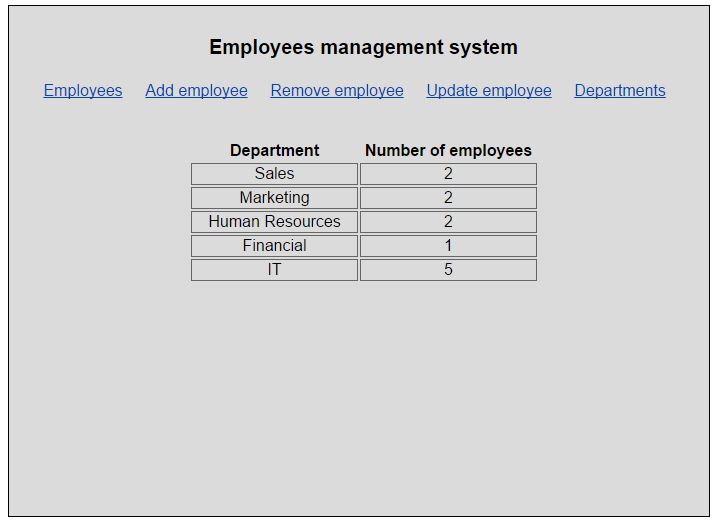 Employees management system
Employees Add employee Remove employee Update employee Departments
Department Number of employees
Sales 2
Marketing 2
Human Resources 2
Financial 1
IT 5